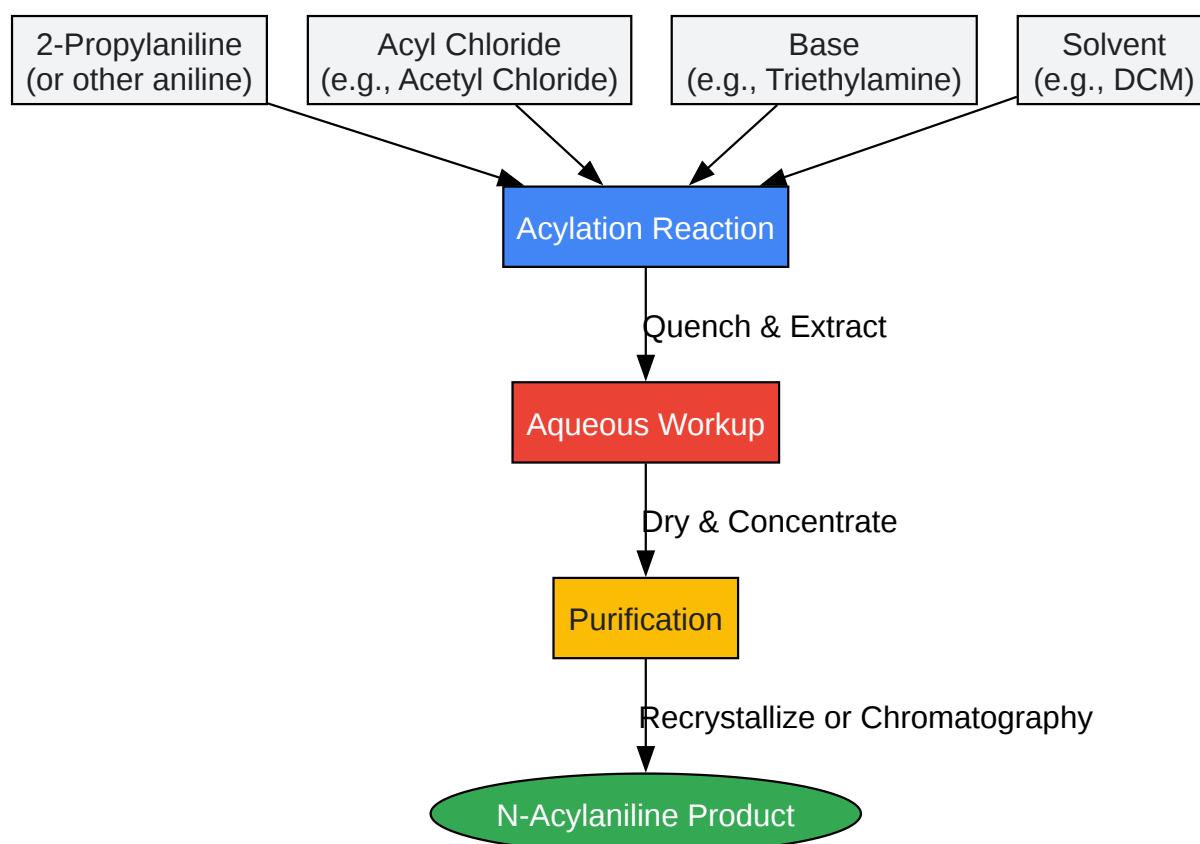 2-Propylaniline
(or other aniline)
Acyl Chloride
(e.g., Acetyl Chloride)
Base
(e.g., Triethylamine)
Solvent
(e.g., DCM)
Acylation Reaction
Quench & Extract
Aqueous Workup
Dry & Concentrate
Purification
Recrystallize or Chromatography
N-Acylaniline Product